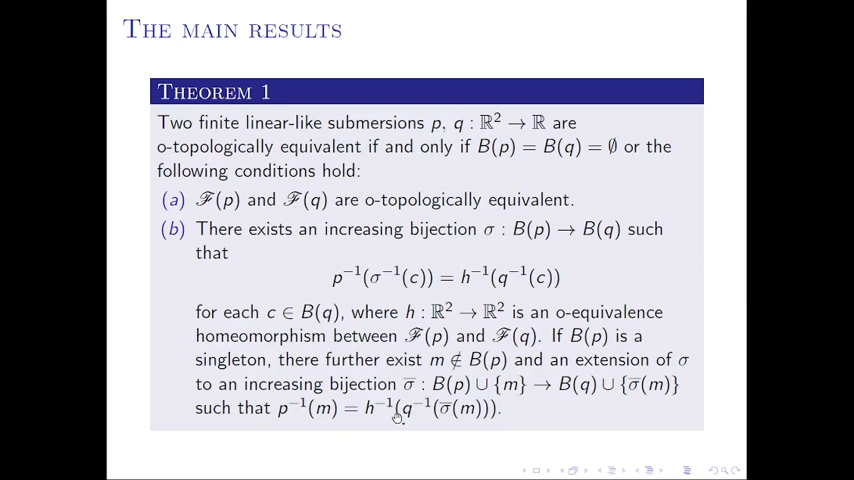 THE MAIN RESULTS
THEOREM 1
Two finite linear-like submersions p, q : ℝ² → ℝ are
o-topologically equivalent if and only if B(p) = B(q) = ∅ or the
following conditions hold:
(a) ℱ(p) and ℱ(q) are o-topologically equivalent.
(b) There exists an increasing bijection σ : B(p) → B(q) such
that
p⁻¹(σ⁻¹(c)) = h⁻¹(q⁻¹(c))
for each c ∈ B(q), where h : ℝ² → ℝ² is an o-equivalence
homeomorphism between ℱ(p) and ℱ(q). If B(p) is a
singleton, there further exist m ∉ B(p) and an extension of σ
to an increasing bijection σ̅ : B(p) ∪ {m} → B(q) ∪ {σ̅(m)}
such that p⁻¹(m) = h⁻¹(q⁻¹(σ̅(m))).